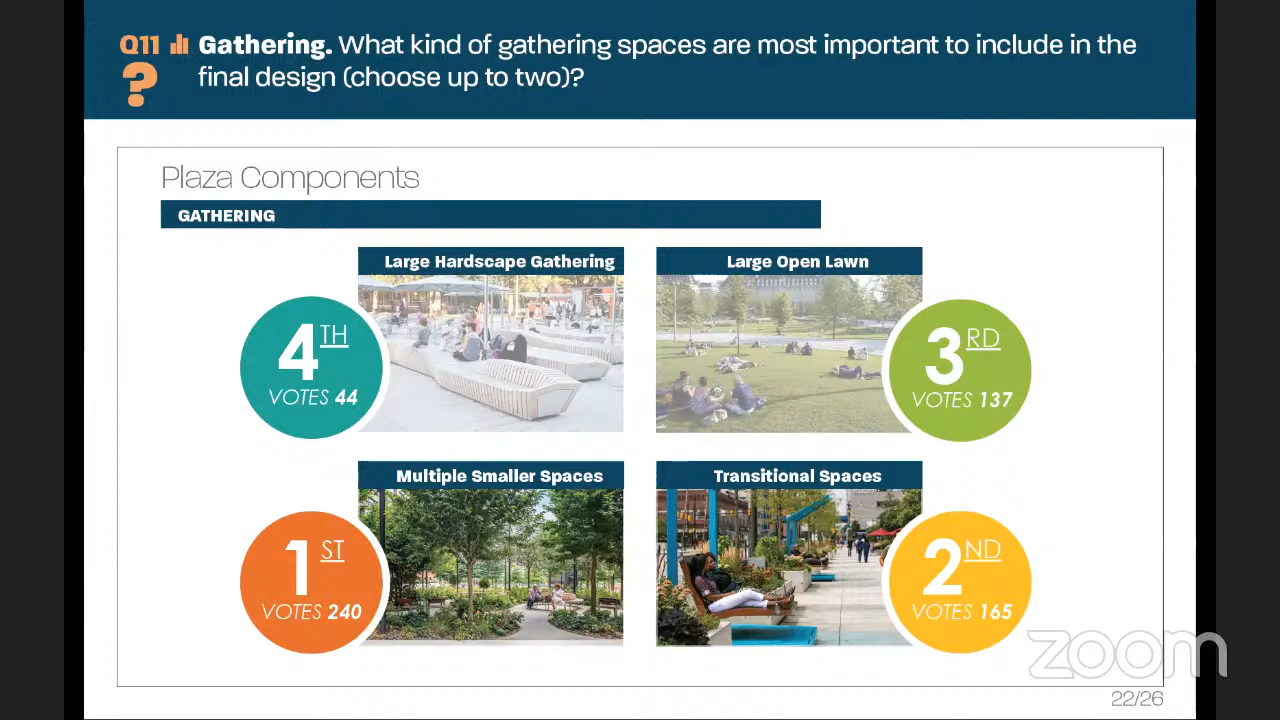 Q11 Gathering. What kind of gathering spaces are most important to include in the
? final design (choose up to two)?
Plaza Components
GATHERING
Large Hardscape Gathering
4TH
VOTES 44
Large Open Lawn
3RD
VOTES 137
Multiple Smaller Spaces
1ST
VOTES 240
Transitional Spaces
2ND
VOTES 165
zoom
22/26